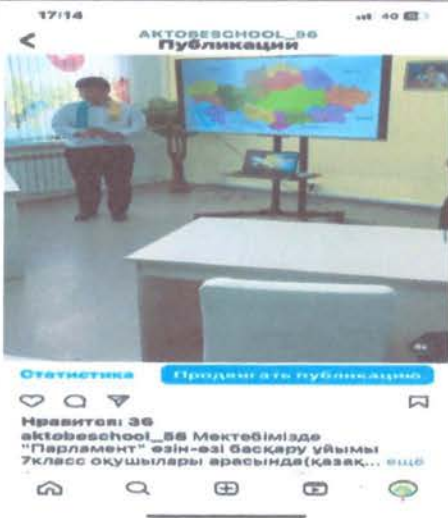 17:14
40
AKTOBESCHOOL_56
Публикации
Статистика
Продвигать публикацию
Нравится: 36
aktobeschool_56 Мектебімізде
"Парламент" өзін-өзі басқару ұйымы
7класс оқушылары арасында(қазақ... ещё